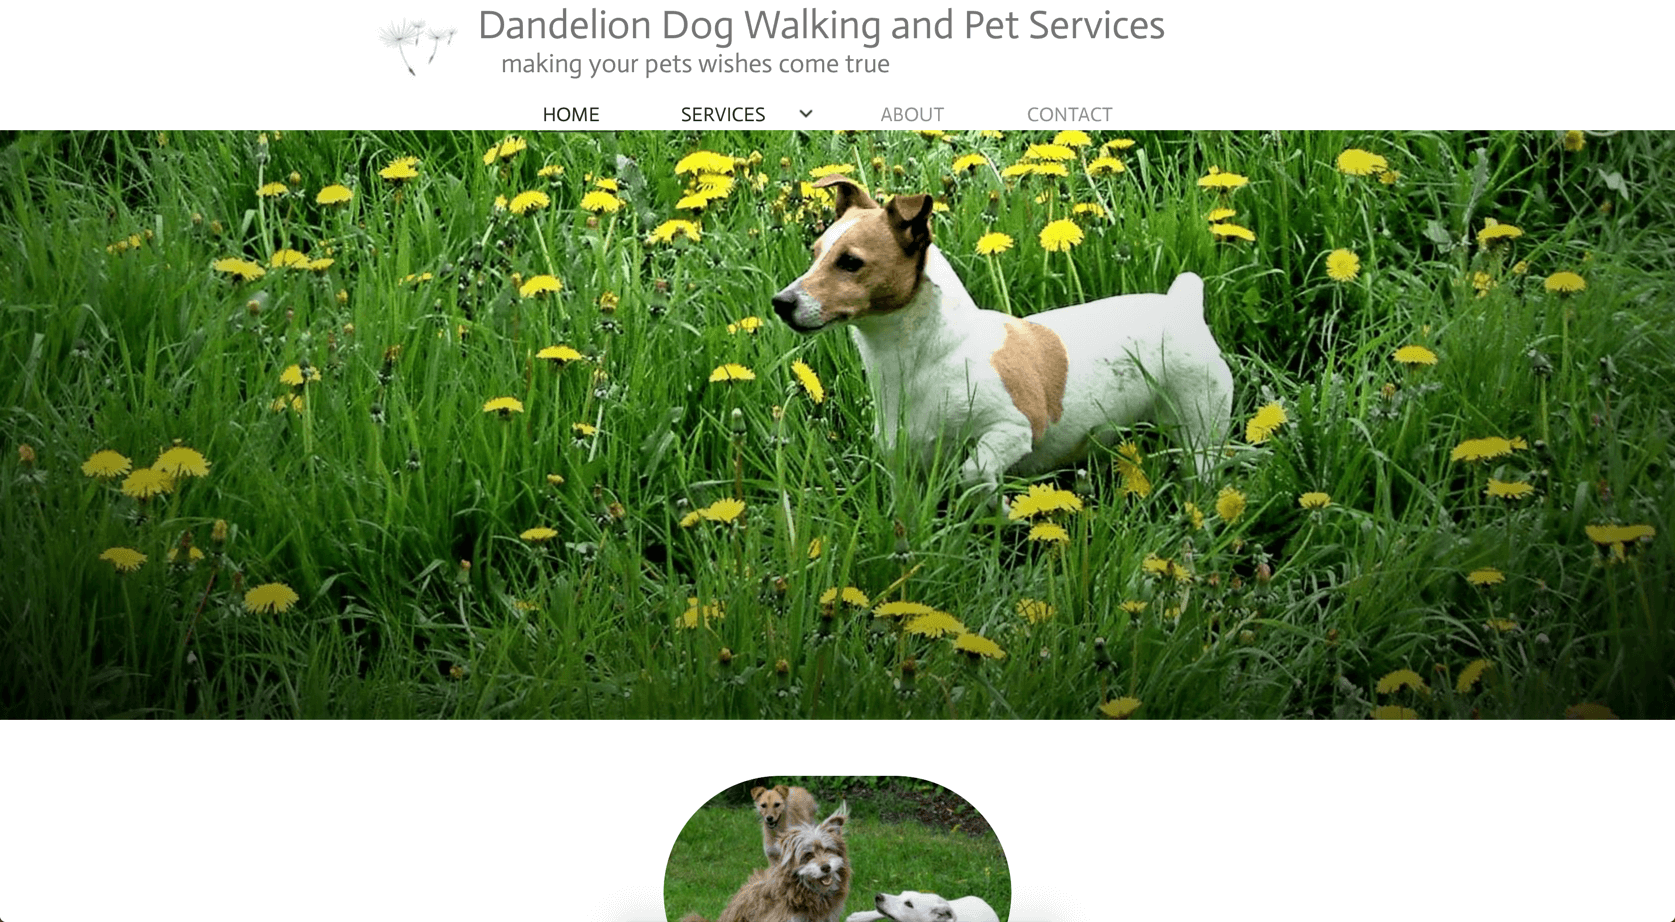 Dandelion Dog Walking and Pet Services
making your pets wishes come true
HOME SERVICES ABOUT CONTACT